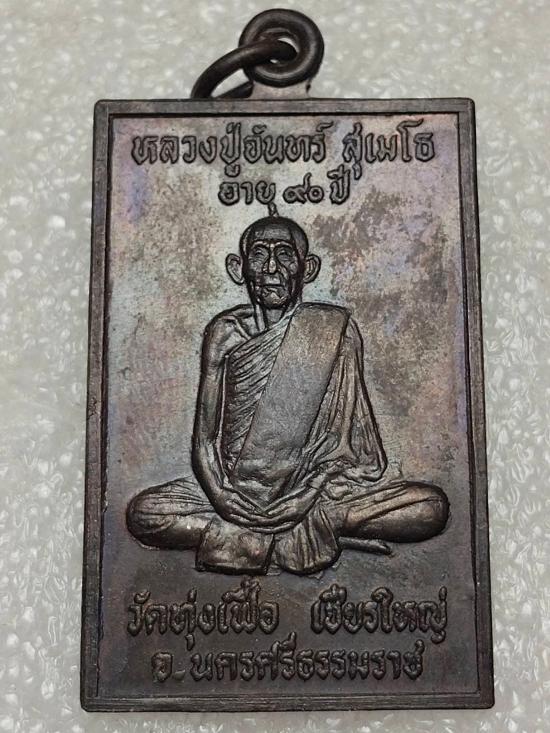 หลวงปู่จันทร์ สุเมโธ
อายุ ๙๐ ปี
วัดทุ่งเฟื้อ เชียรใหญ่
จ. นครศรีธรรมราช